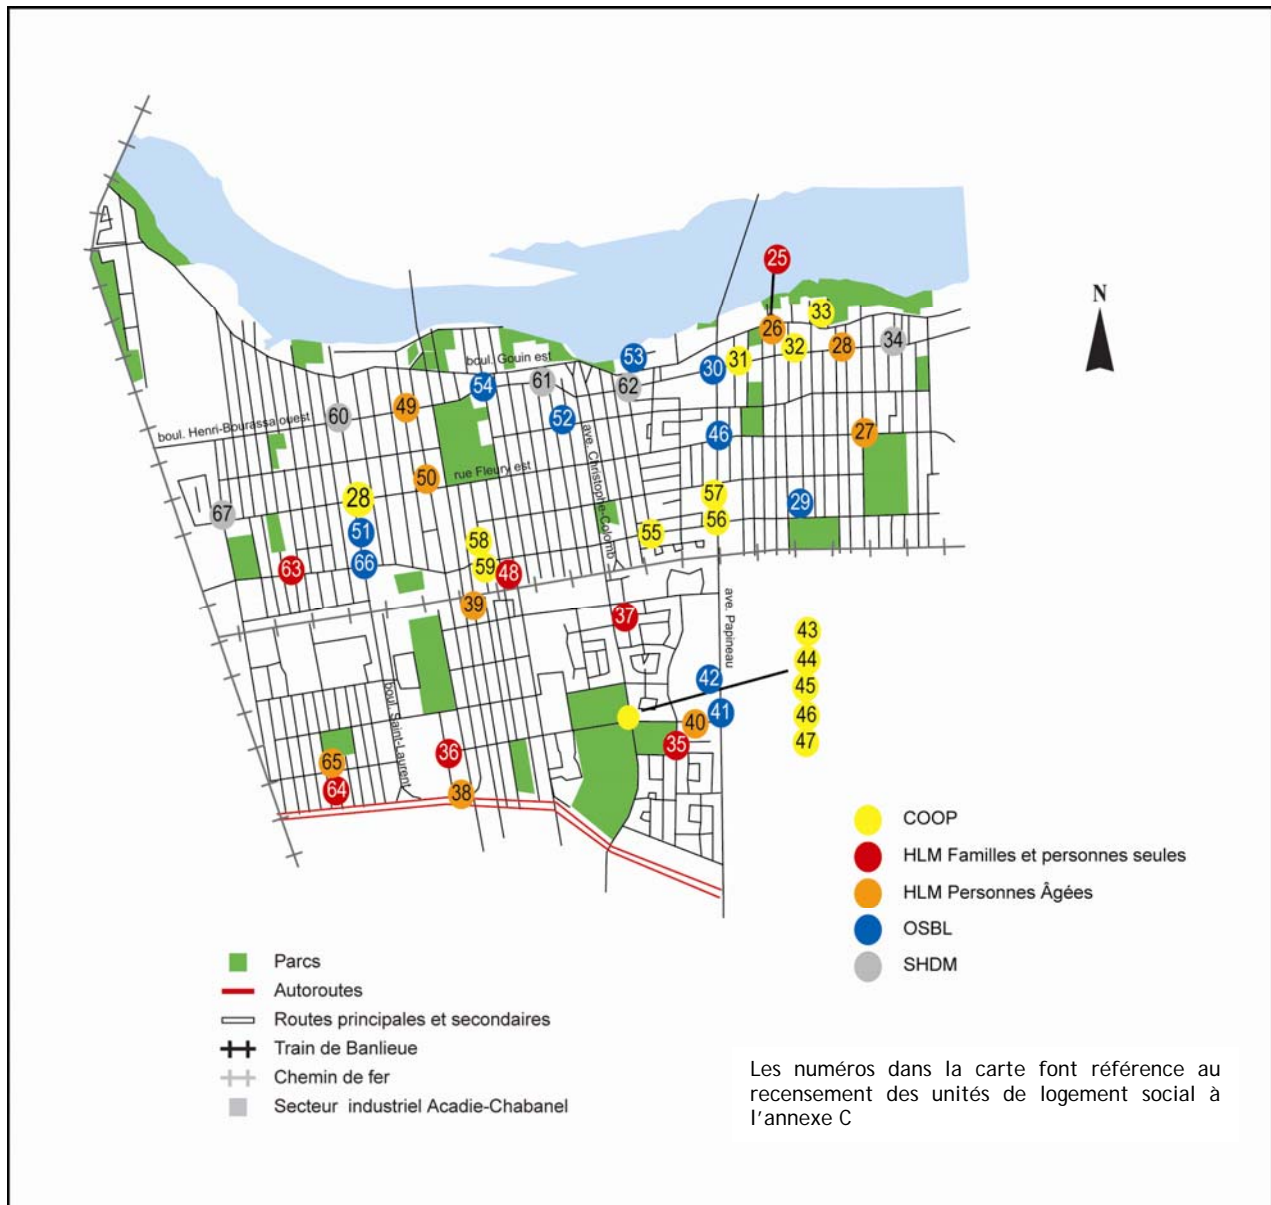 N
25
33
26
34
32
28
31
53
30
boul. Gouin est
61
62
54
49
60
52
boul. Henri-Bourassa ouest
46
27
ave. Christophe-Colomb
rue Fleury est
50
57
28
29
67
56
51
55
58
66
59
63
48
39
ave. Papineau
37
43
44
42
45
boul. Saint-Laurent
41
46
40
47
35
36
65
64
38
COOP
HLM Familles et personnes seules
HLM Personnes Âgées
OSBL
SHDM
Parcs
Autoroutes
Routes principales et secondaires
Train de Banlieue
Chemin de fer
Secteur industriel Acadie-Chabanel
Les numéros dans la carte font référence au
recensement des unités de logement social à
l'annexe C